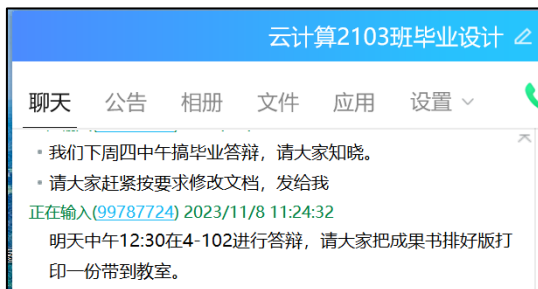 云计算2103班毕业设计
聊天 公告 相册 文件 应用 设置
我们下周四中午搞毕业答辩，请大家知晓。
请大家赶紧按要求修改文档，发给我
正在输入(99787724) 2023/11/8 11:24:32
明天中午12:30在4-102进行答辩，请大家把成果书排好版打
印一份带到教室。